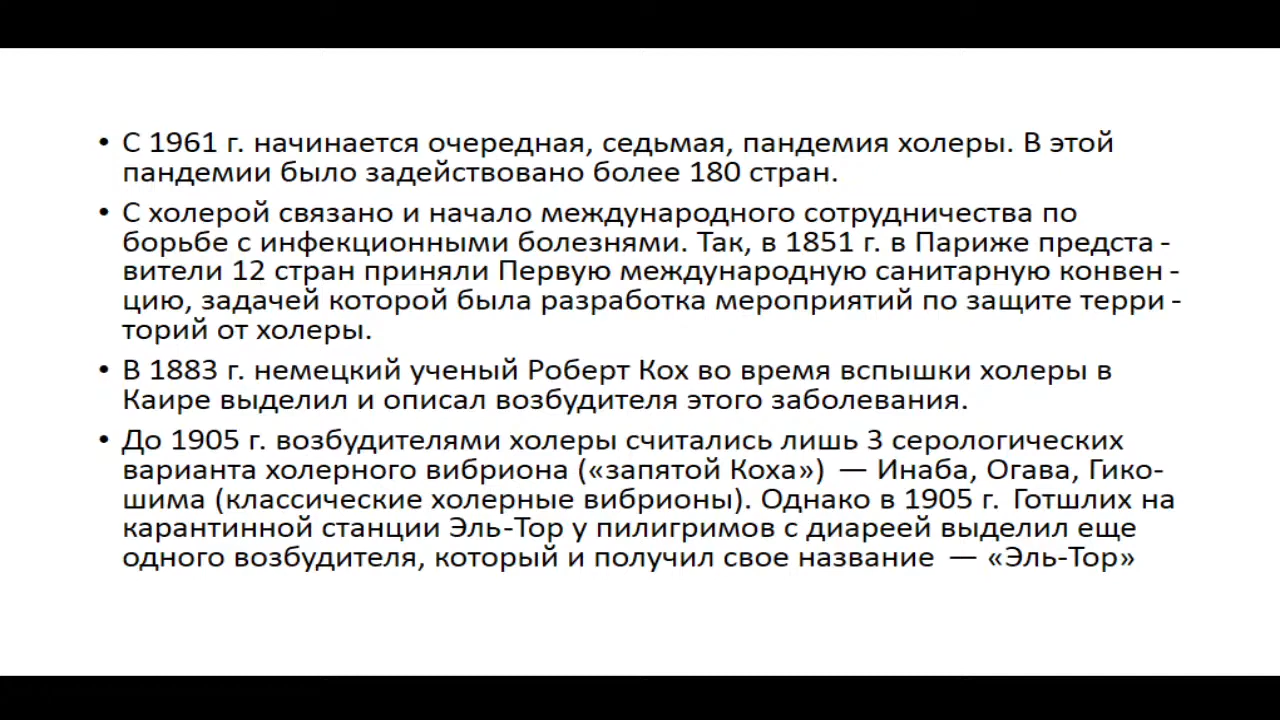 • С 1961 г. начинается очередная, седьмая, пандемия холеры. В этой
пандемии было задействовано более 180 стран.
• С холерой связано и начало международного сотрудничества по
борьбе с инфекционными болезнями. Так, в 1851 г. в Париже предста -
вители 12 стран приняли Первую международную санитарную конвен -
цию, задачей которой была разработка мероприятий по защите терри -
торий от холеры.
• В 1883 г. немецкий ученый Роберт Кох во время вспышки холеры в
Каире выделил и описал возбудителя этого заболевания.
• До 1905 г. возбудителями холеры считались лишь 3 серологических
варианта холерного вибриона («запятой Коха») — Инаба, Огава, Гико-
шима (классические холерные вибрионы). Однако в 1905 г. Готшлих на
карантинной станции Эль-Тор у пилигримов с диареей выделил еще
одного возбудителя, который и получил свое название — «Эль-Тор»